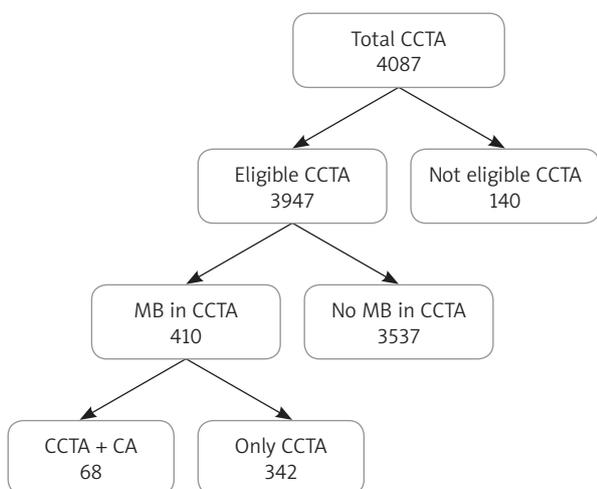 Total CCTA
4087
Eligible CCTA
3947
Not eligible CCTA
140
MB in CCTA
410
No MB in CCTA
3537
CCTA + CA
68
Only CCTA
342